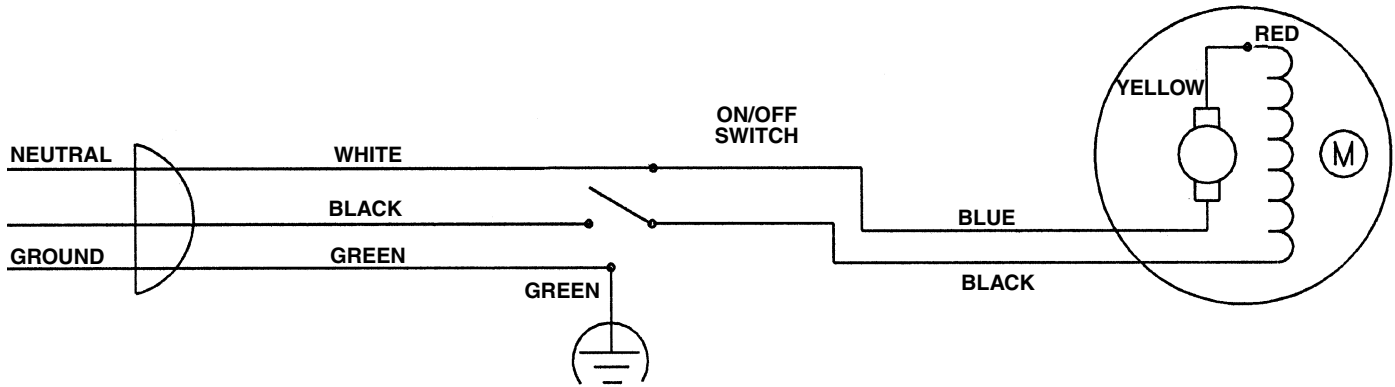 RED
YELLOW
ON/OFF
SWITCH
NEUTRAL
WHITE
M
BLACK
BLUE
GROUND
GREEN
BLACK
GREEN